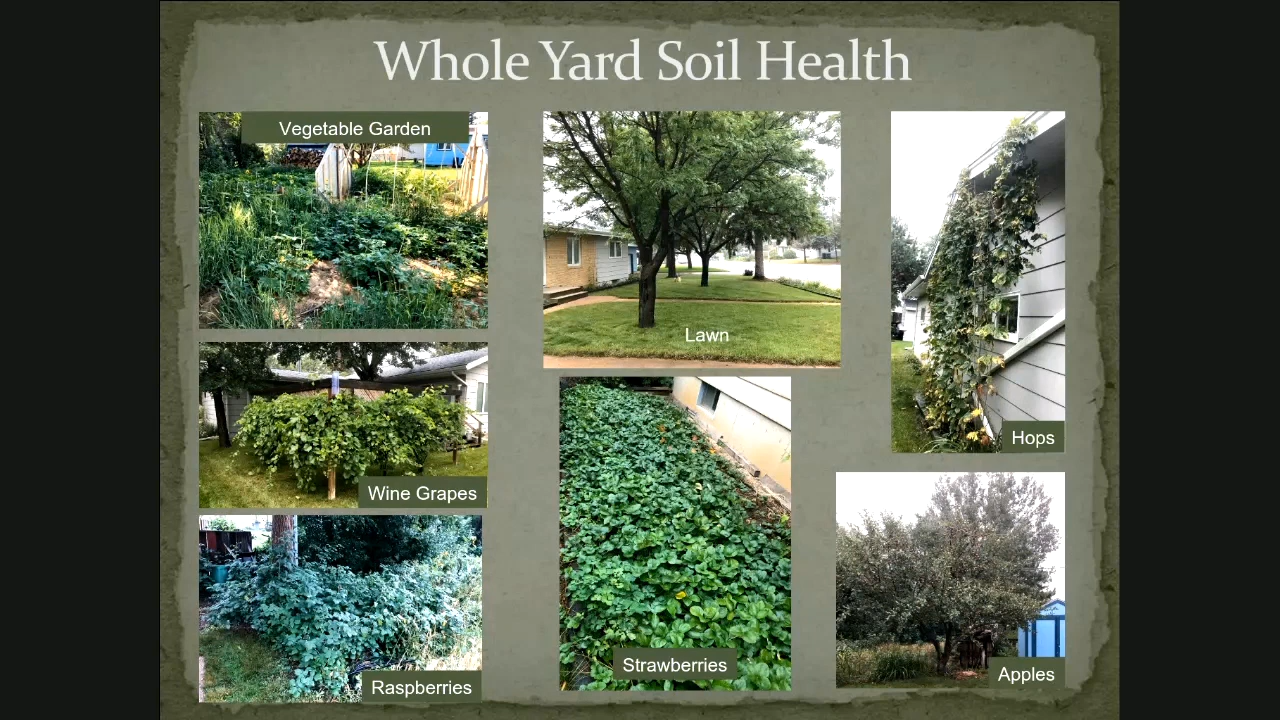 Whole Yard Soil Health
Vegetable Garden
Lawn
Hops
Wine Grapes
Strawberries
Raspberries
Apples